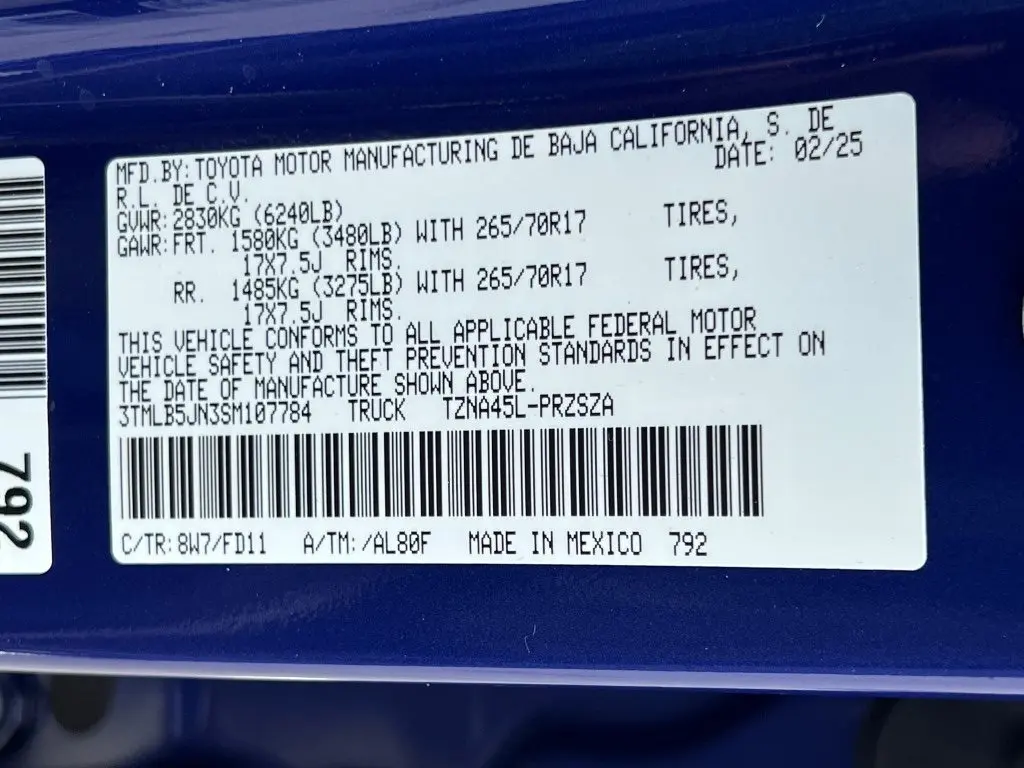 MFD.BY:TOYOTA MOTOR MANUFACTURING DE BAJA CALIFORNIA, S. DE
R.L. DE C.V. DATE: 02/25
GVWR:2830KG (6240LB)
GAWR:FRT. 1580KG (3480LB) WITH 265/70R17 TIRES,
17X7.5J RIMS.
RR. 1485KG (3275LB) WITH 265/70R17 TIRES,
17X7.5J RIMS.
THIS VEHICLE CONFORMS TO ALL APPLICABLE FEDERAL MOTOR
VEHICLE SAFETY AND THEFT PREVENTION STANDARDS IN EFFECT ON
THE DATE OF MANUFACTURE SHOWN ABOVE.
3TMLB5JN3SM107784 TRUCK TZNA45L-PRZSZA
C/TR:8W7/FD11 A/TM:/AL80F MADE IN MEXICO 792
792